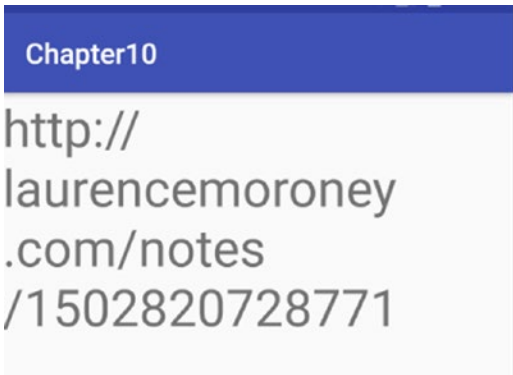 Chapter10
http://
laurencemoroney
.com/notes
/1502820728771